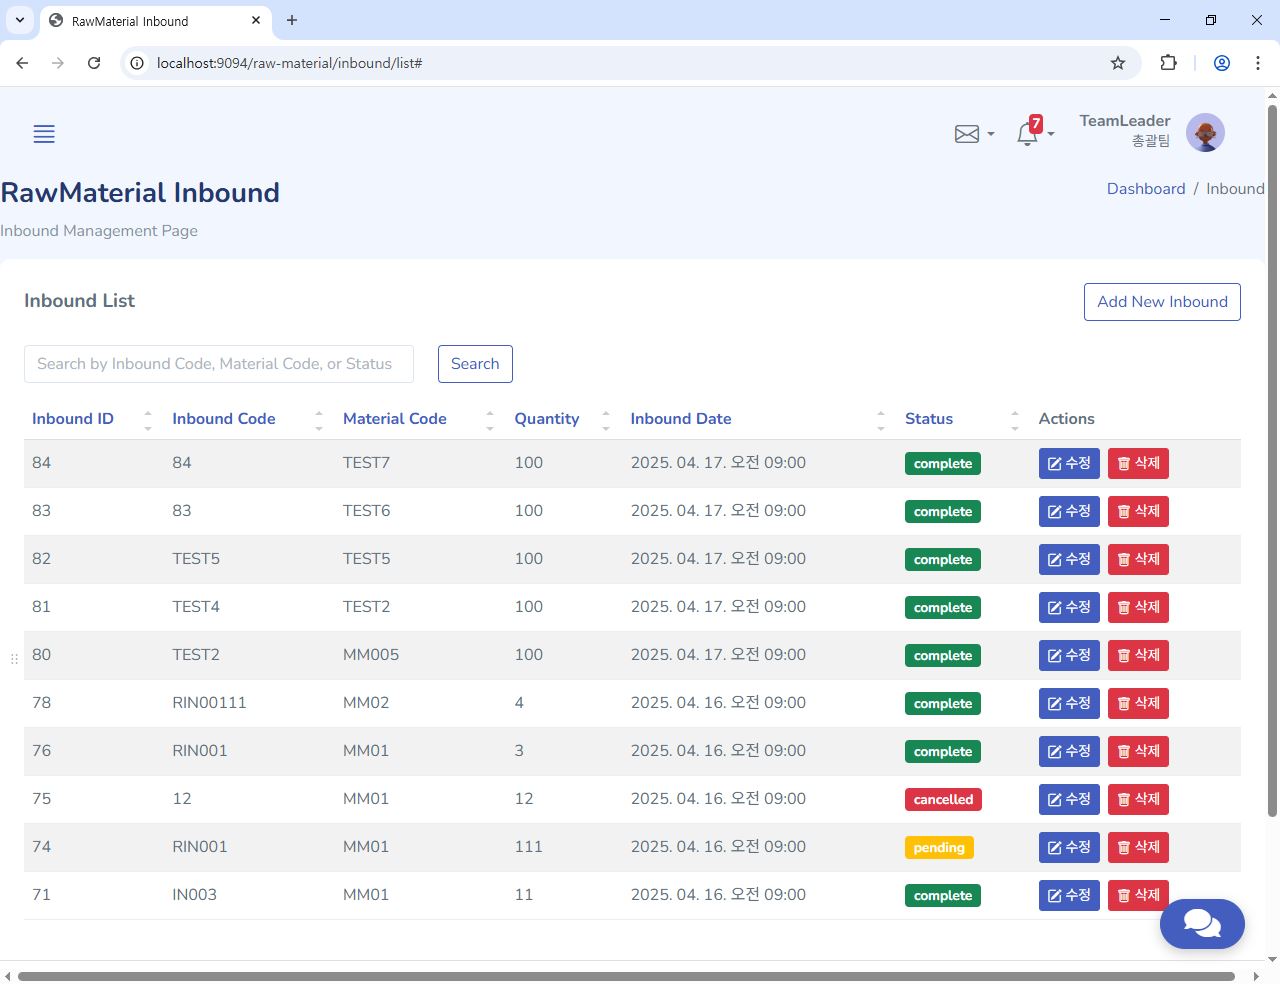 RawMaterial Inbound
localhost:9094/raw-material/inbound/list#
7
TeamLeader
총괄팀
RawMaterial Inbound
Dashboard / Inbound
Inbound Management Page
Inbound List
Add New Inbound
Search by Inbound Code, Material Code, or Status
Search
Inbound ID Inbound Code Material Code Quantity Inbound Date Status Actions
84 84 TEST7 100 2025. 04. 17. 오전 09:00 complete 수정 삭제
83 83 TEST6 100 2025. 04. 17. 오전 09:00 complete 수정 삭제
82 TEST5 TEST5 100 2025. 04. 17. 오전 09:00 complete 수정 삭제
81 TEST4 TEST2 100 2025. 04. 17. 오전 09:00 complete 수정 삭제
80 TEST2 MM005 100 2025. 04. 17. 오전 09:00 complete 수정 삭제
78 RIN00111 MM02 4 2025. 04. 16. 오전 09:00 complete 수정 삭제
76 RIN001 MM01 3 2025. 04. 16. 오전 09:00 complete 수정 삭제
75 12 MM01 12 2025. 04. 16. 오전 09:00 cancelled 수정 삭제
74 RIN001 MM01 111 2025. 04. 16. 오전 09:00 pending 수정 삭제
71 IN003 MM01 11 2025. 04. 16. 오전 09:00 complete 수정 삭제